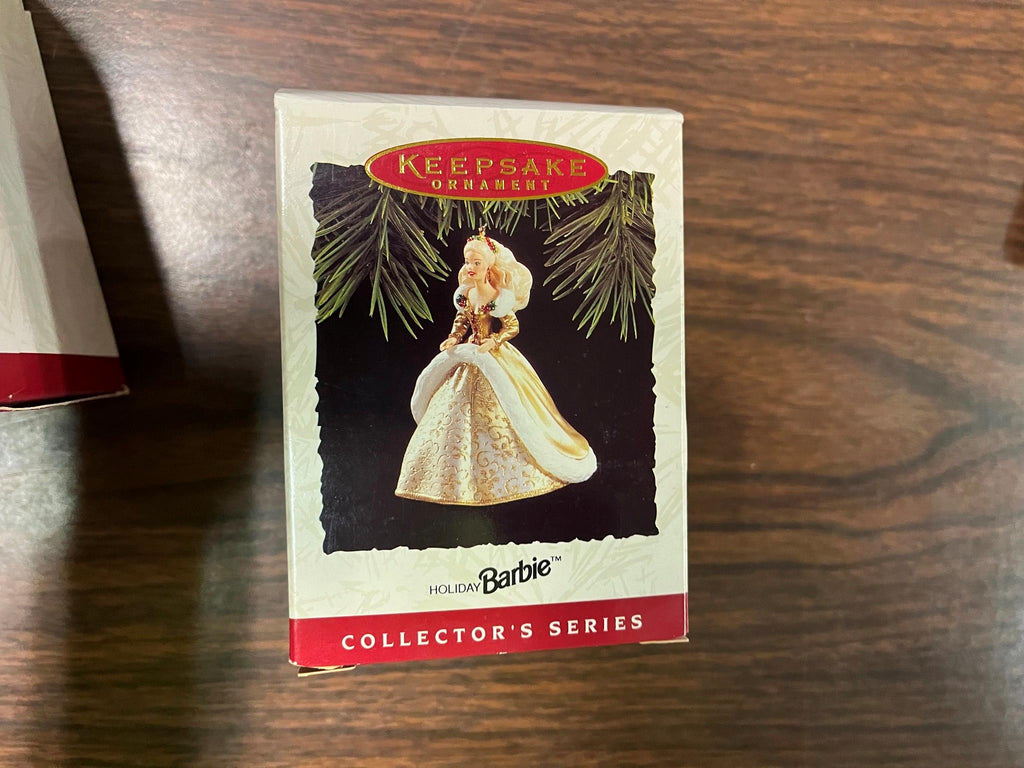 KEEPSAKE
ORNAMENT
HOLIDAY Barbie™
COLLECTOR'S SERIES